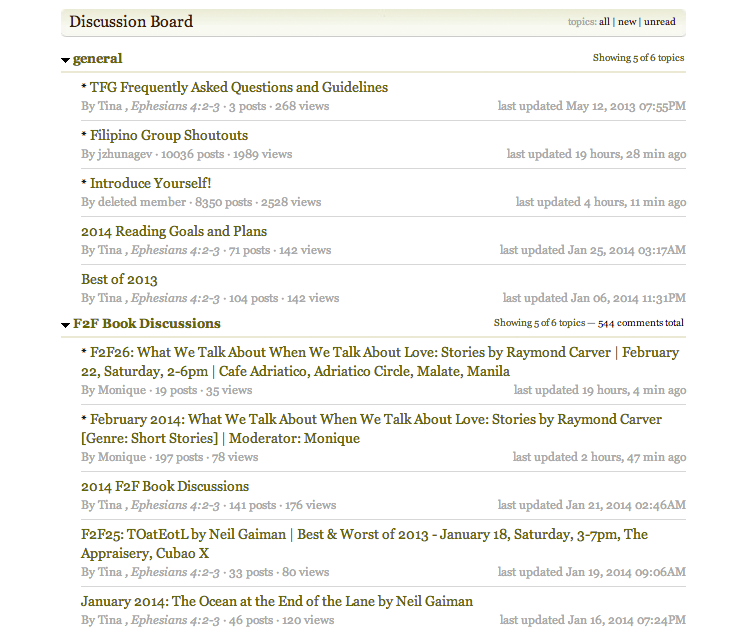 Discussion Board topics: all | new | unread
general Showing 5 of 6 topics
* TFG Frequently Asked Questions and Guidelines
By Tina , Ephesians 4:2-3 · 3 posts · 268 views last updated May 12, 2013 07:55PM
* Filipino Group Shoutouts
By jzhunagev · 10036 posts · 1989 views last updated 19 hours, 28 min ago
* Introduce Yourself!
By deleted member · 8350 posts · 2528 views last updated 4 hours, 11 min ago
2014 Reading Goals and Plans
By Tina , Ephesians 4:2-3 · 71 posts · 142 views last updated Jan 25, 2014 03:17AM
Best of 2013
By Tina , Ephesians 4:2-3 · 104 posts · 142 views last updated Jan 06, 2014 11:31PM
F2F Book Discussions Showing 5 of 6 topics — 544 comments total
* F2F26: What We Talk About When We Talk About Love: Stories by Raymond Carver | February
22, Saturday, 2-6pm | Cafe Adriatico, Adriatico Circle, Malate, Manila
By Monique · 19 posts · 35 views last updated 19 hours, 4 min ago
* February 2014: What We Talk About When We Talk About Love: Stories by Raymond Carver
[Genre: Short Stories] | Moderator: Monique
By Monique · 197 posts · 78 views last updated 2 hours, 47 min ago
2014 F2F Book Discussions
By Tina , Ephesians 4:2-3 · 141 posts · 176 views last updated Jan 21, 2014 02:46AM
F2F25: TOatEotL by Neil Gaiman | Best & Worst of 2013 - January 18, Saturday, 3-7pm, The
Appraisery, Cubao X
By Tina , Ephesians 4:2-3 · 33 posts · 80 views last updated Jan 19, 2014 09:06AM
January 2014: The Ocean at the End of the Lane by Neil Gaiman
By Tina , Ephesians 4:2-3 · 46 posts · 120 views last updated Jan 16, 2014 07:24PM